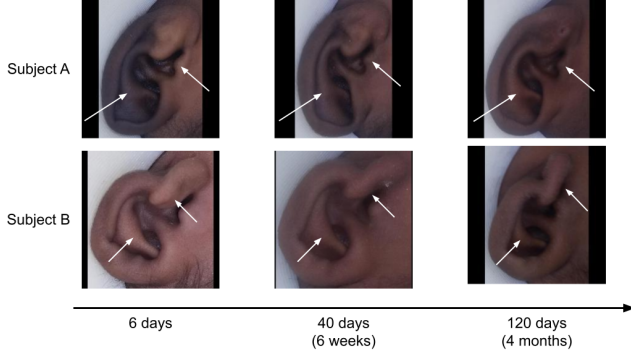 Subject A
Subject B
6 days
40 days
(6 weeks)
120 days
(4 months)